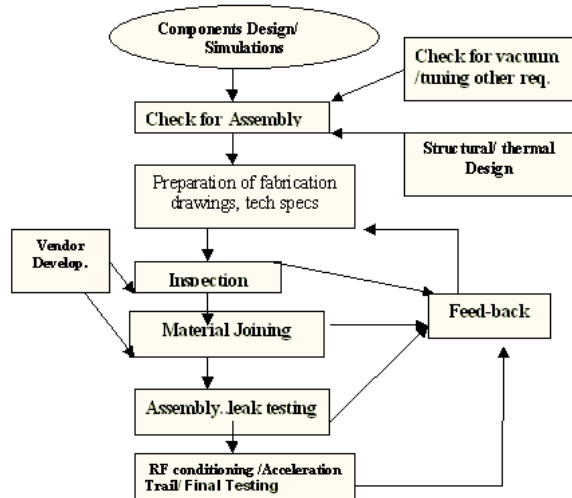 Components Design/
Simulations
Check for vacuum
/tuning other req.
Check for Assembly
Structural/ thermal
Design
Preparation of fabrication
drawings, tech specs
Vendor
Develop.
Inspection
Feed-back
Material Joining
Assembly..leak testing
RF conditioning /Acceleration
Trail/ Final Testing